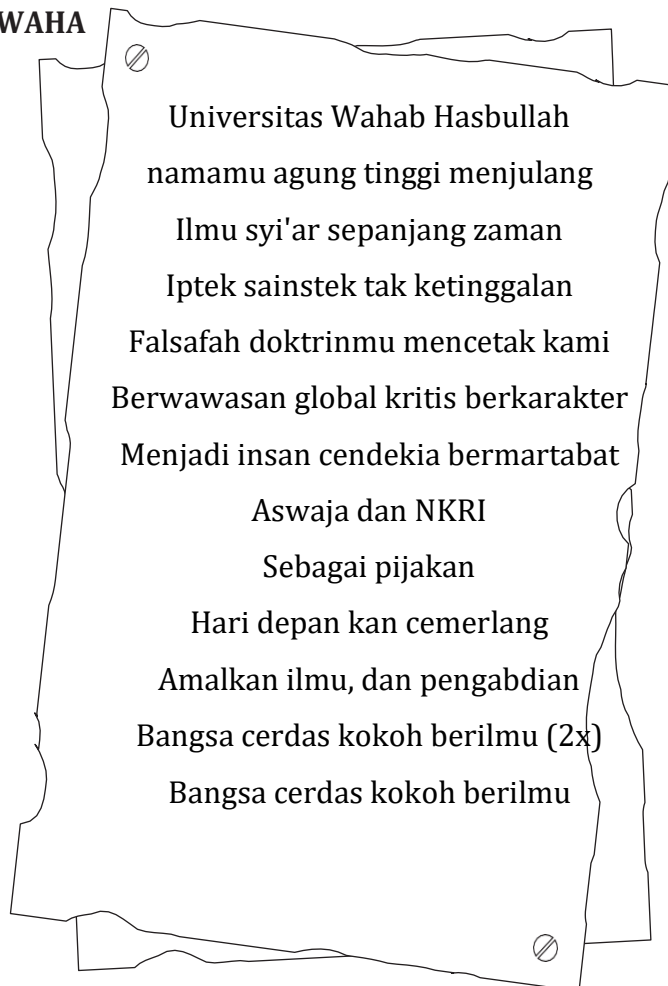 WAHA
Universitas Wahab Hasbullah
namamu agung tinggi menjulang
Ilmu syi'ar sepanjang zaman
Iptek sainstek tak ketinggalan
Falsafah doktrinmu mencetak kami
Berwawasan global kritis berkarakter
Menjadi insan cendekia bermartabat
Aswaja dan NKRI
Sebagai pijakan
Hari depan kan cemerlang
Amalkan ilmu, dan pengabdian
Bangsa cerdas kokoh berilmu (2x)
Bangsa cerdas kokoh berilmu